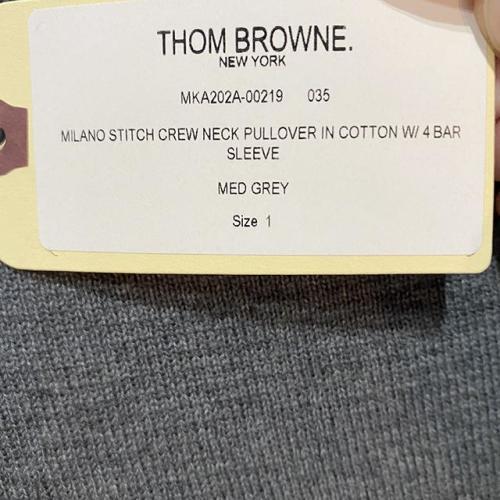 THOM BROWNE.
NEW YORK
MKA202A-00219 035
MILANO STITCH CREW NECK PULLOVER IN COTTON W/ 4 BAR
SLEEVE
MED GREY
Size 1